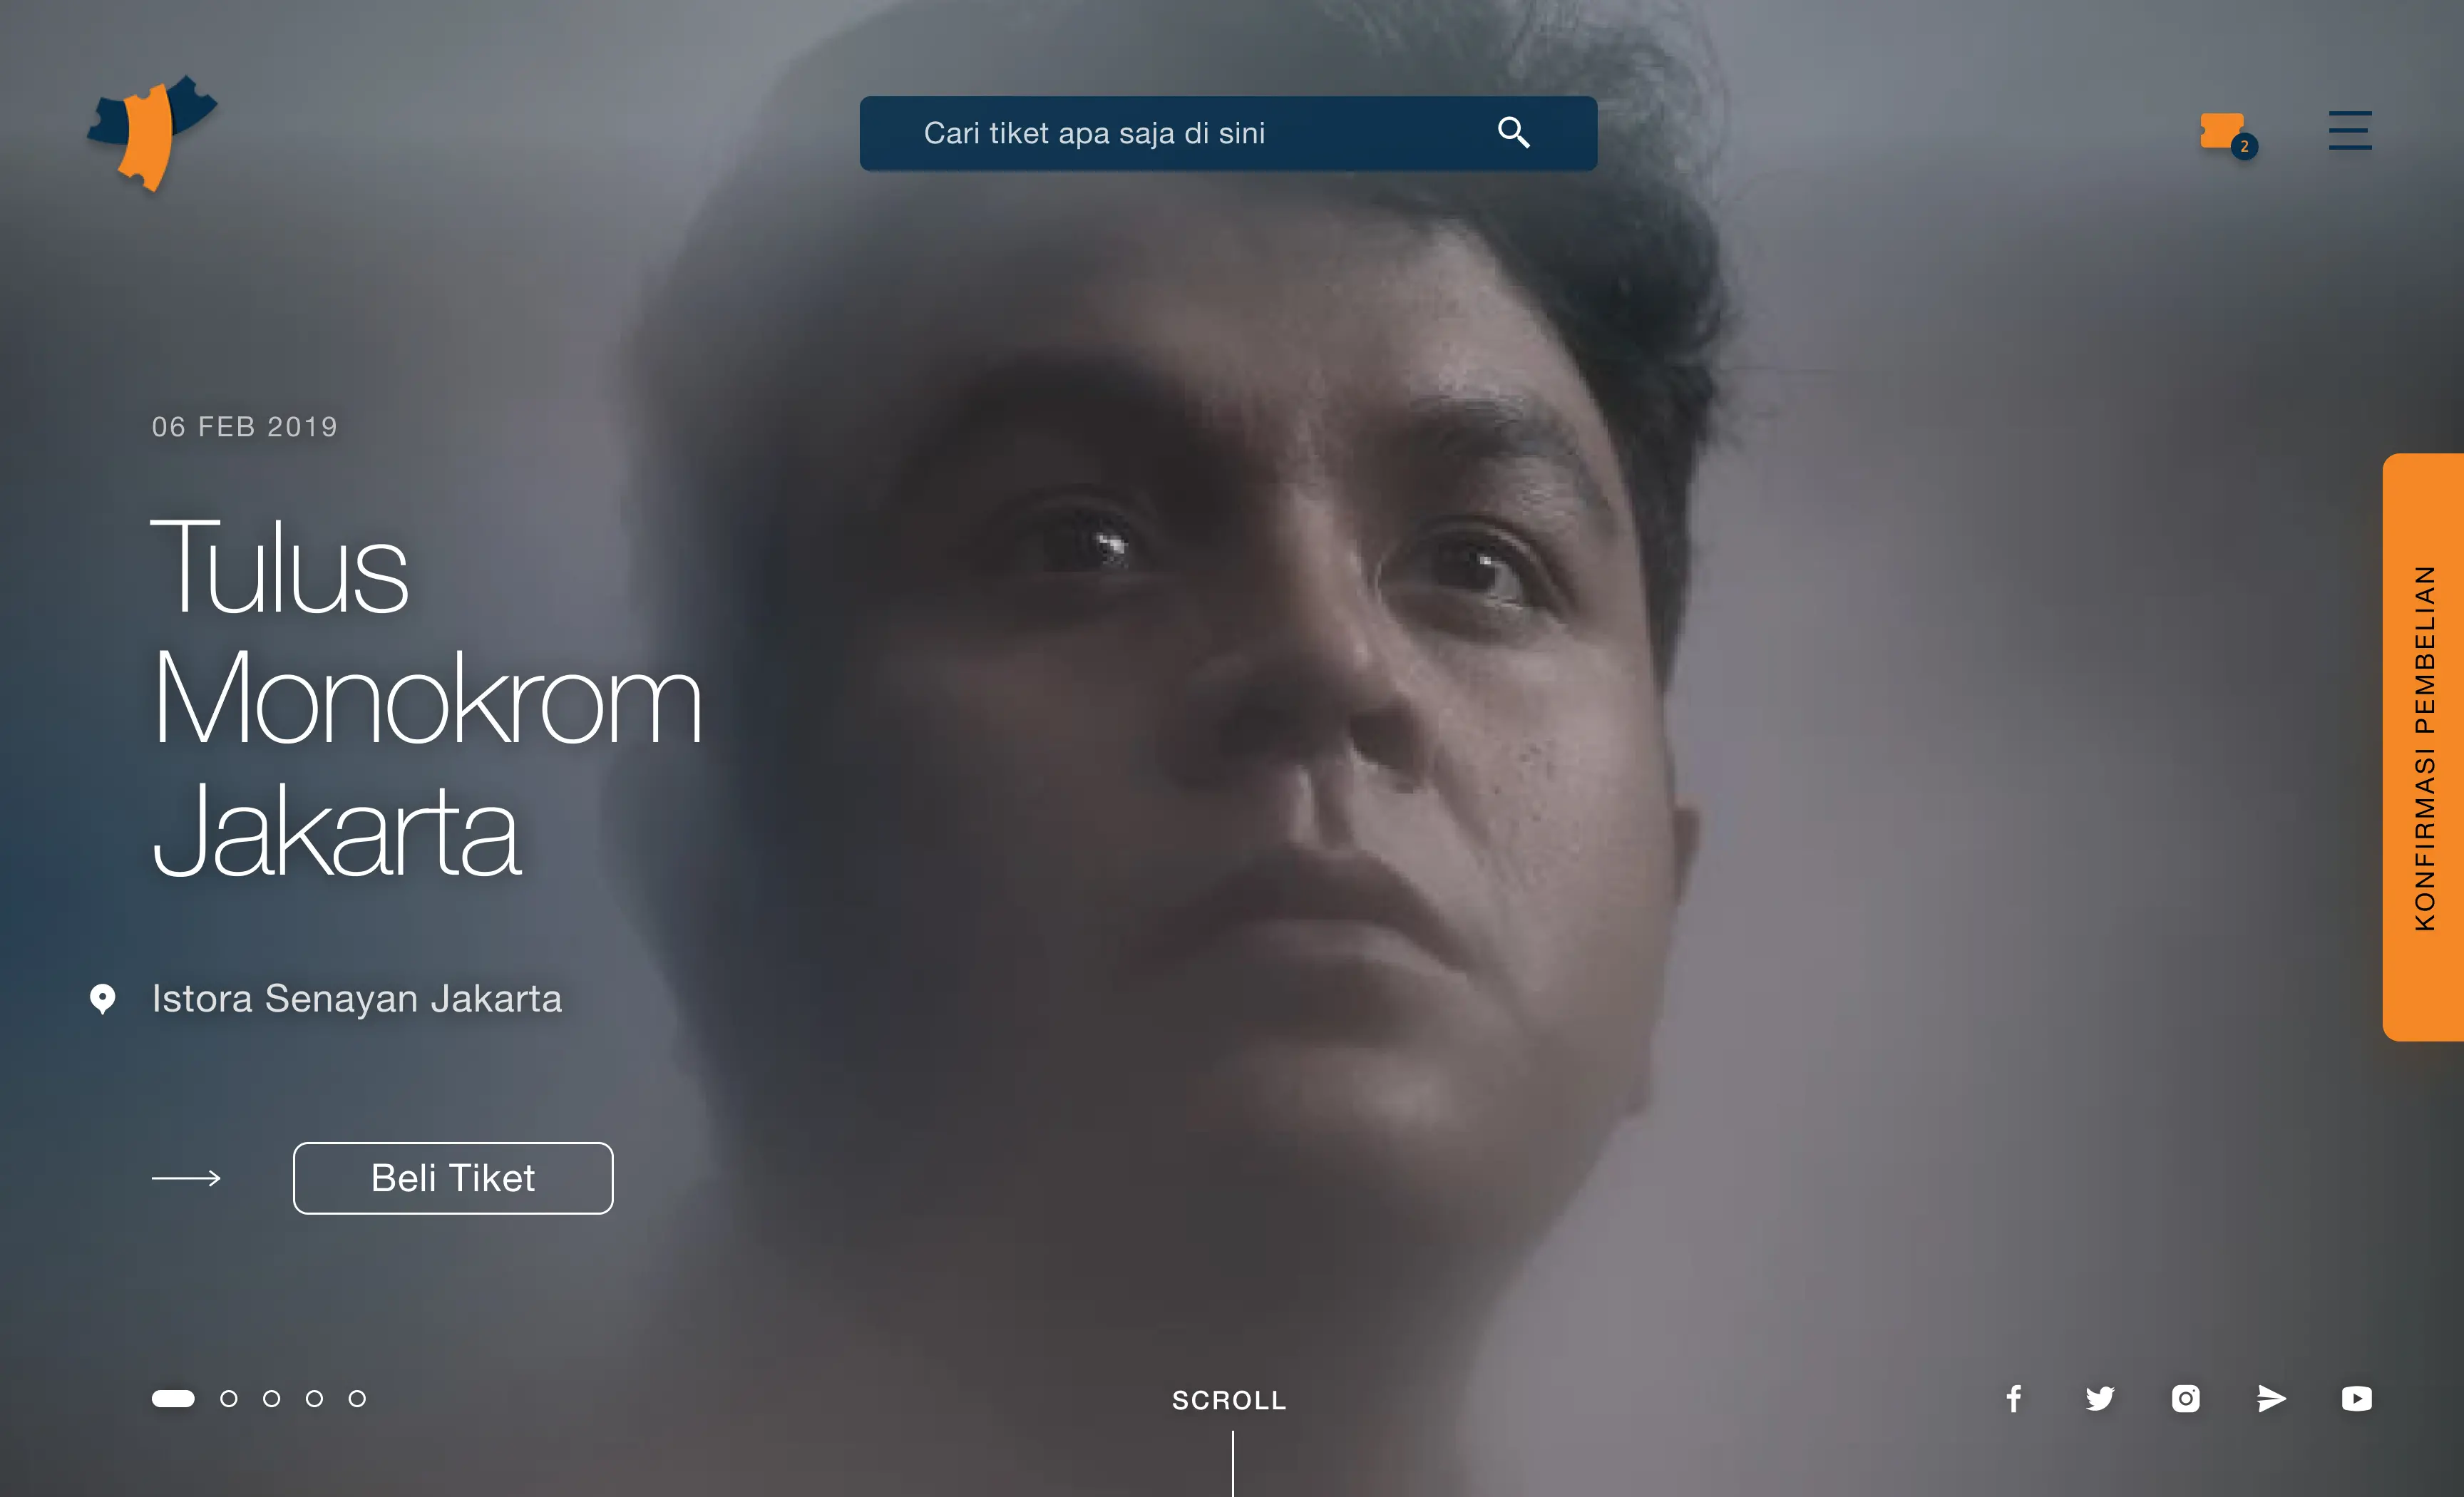 Cari tiket apa saja di sini
2
06 FEB 2019
Tulus
Monokrom
Jakarta
Istora Senayan Jakarta
Beli Tiket
KONFIRMASI PEMBELIAN
SCROLL